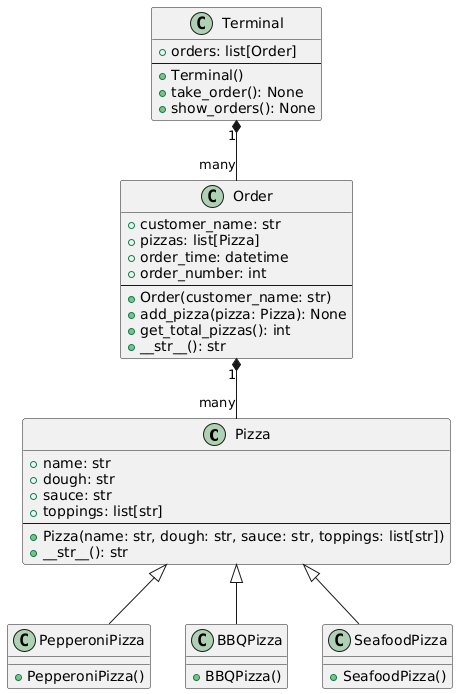 C Terminal
orders: list[Order]
Terminal()
take_order(): None
show_orders(): None
1
many
C Order
customer_name: str
pizzas: list[Pizza]
order_time: datetime
order_number: int
Order(customer_name: str)
add_pizza(pizza: Pizza): None
get_total_pizzas(): int
__str__(): str
1
many
C Pizza
name: str
dough: str
sauce: str
toppings: list[str]
Pizza(name: str, dough: str, sauce: str, toppings: list[str])
__str__(): str
C PepperoniPizza
PepperoniPizza()
C BBQPizza
BBQPizza()
C SeafoodPizza
SeafoodPizza()